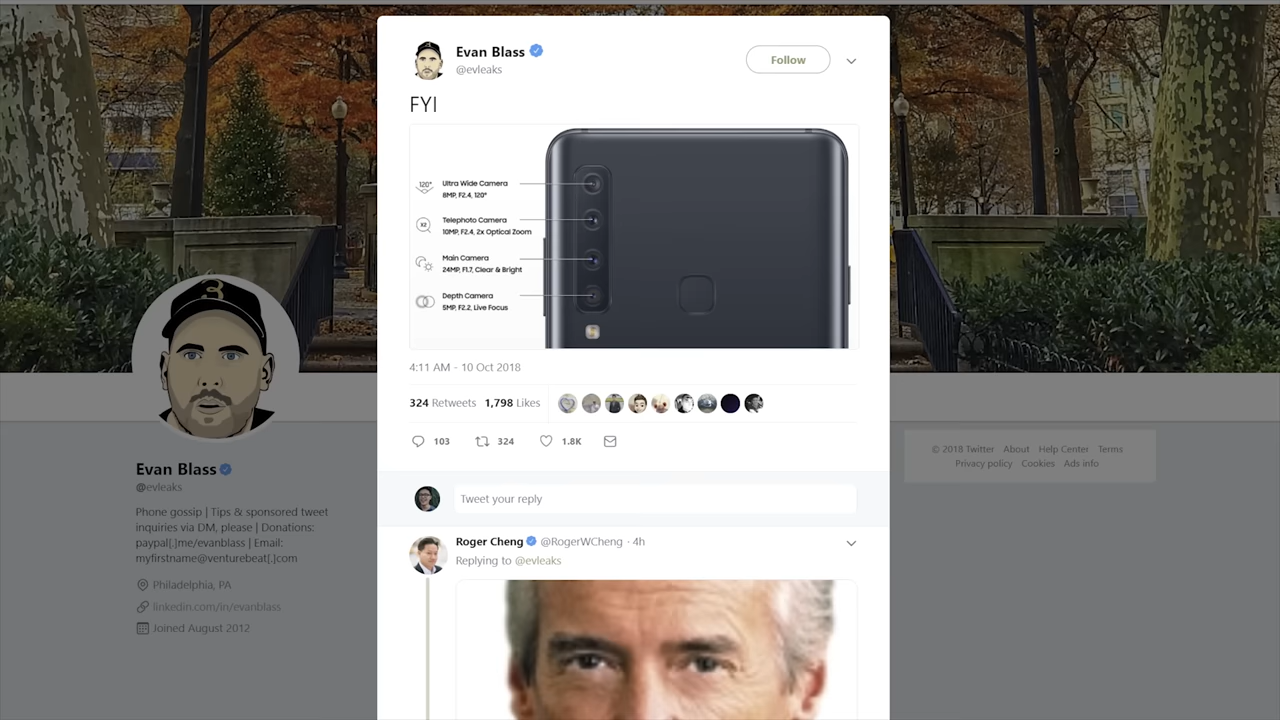 Evan Blass
@evleaks
Follow
FYI
120°
Ultra Wide Camera
8MP, F2.4, 120°
X2
Telephoto Camera
10MP, F2.4, 2x Optical Zoom
Main Camera
24MP, F1.7, Clear & Bright
Depth Camera
5MP, F2.2, Live Focus
4:11 AM - 10 Oct 2018
324 Retweets 1,798 Likes
103 324 1.8K
Tweet your reply
Roger Cheng @RogerWCheng · 4h
Replying to @evleaks
Evan Blass
@evleaks
Phone gossip | Tips & sponsored tweet
inquiries via DM, please | Donations:
paypal[.]me/evanblass | Email:
myfirstname@venturebeat[.]com
Philadelphia, PA
linkedin.com/in/evanblass
Joined August 2012
© 2018 Twitter About Help Center Terms
Privacy policy Cookies Ads info